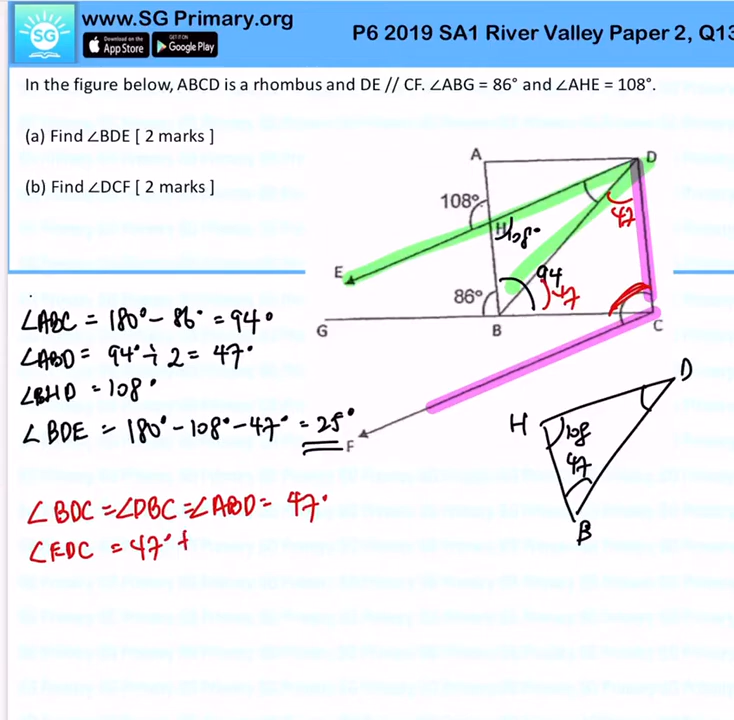 SG
www.SG Primary.org
Download on the App Store
GET IT ON Google Play
P6 2019 SA1 River Valley Paper 2, Q13
In the figure below, ABCD is a rhombus and DE // CF. ∠ABG = 86° and ∠AHE = 108°.
(a) Find ∠BDE [ 2 marks ]
(b) Find ∠DCF [ 2 marks ]
A
D
108°
H
108°
47
E
94
47
86°
G
B
C
F
∠ABC = 180° - 86° = 94°
∠ABD = 94° ÷ 2 = 47°
∠BHD = 108°
∠BDE = 180° - 108° - 47° = 25°
D
H
108
47
B
∠BDC = ∠DBC = ∠ABD = 47°
∠EDC = 47° +